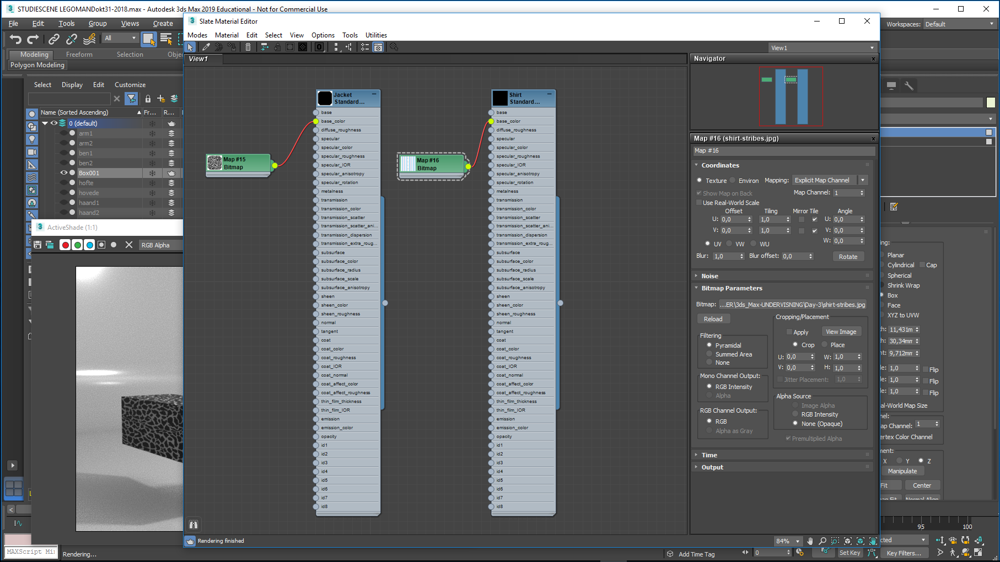 STUDIESCENE LEGOMANDokt31-2018.max - Autodesk 3ds Max 2019 Educational - Not for Commercial Use
File Edit Tools Group Views Create
Workspaces: Default
All
Modeling Freeform Selection
Polygon Modeling
Select Display Edit Customize
Name (Sorted Ascending) Fr... R...
0 (default)
arm1
arm2
ben1
ben2
Box001
hofte
hovede
haand1
haand2
ActiveShade (1:1)
RGB Alpha
MAXScript Mi
Rendering...
Slate Material Editor
Modes Material Edit Select View Options Tools Utilities
View1
View1
Map #15
Bitmap
Jacket
Standard...
base
base_color
diffuse_roughness
specular
specular_color
specular_roughness
specular_IOR
specular_anisotropy
specular_rotation
metalness
transmission
transmission_color
transmission_scatter
transmission_scatter_ani...
transmission_dispersion
transmission_extra_roug...
subsurface
subsurface_color
subsurface_radius
subsurface_scale
subsurface_anisotropy
sheen
sheen_color
sheen_roughness
normal
tangent
coat
coat_color
coat_roughness
coat_IOR
coat_normal
coat_affect_color
coat_affect_roughness
thin_film_thickness
thin_film_IOR
emission
emission_color
opacity
id1
id2
id3
id4
id5
id6
id7
id8
Map #16
Bitmap
Shirt
Standard...
base
base_color
diffuse_roughness
specular
specular_color
specular_roughness
specular_IOR
specular_anisotropy
specular_rotation
metalness
transmission
transmission_color
transmission_scatter
transmission_scatter_ani...
transmission_dispersion
transmission_extra_roug...
subsurface
subsurface_color
subsurface_radius
subsurface_scale
subsurface_anisotropy
sheen
sheen_color
sheen_roughness
normal
tangent
coat
coat_color
coat_roughness
coat_IOR
coat_normal
coat_affect_color
coat_affect_roughness
thin_film_thickness
thin_film_IOR
emission
emission_color
opacity
id1
id2
id3
id4
id5
id6
id7
id8
Rendering finished
84%
Navigator
Map #16 (shirt-stribes.jpg)
Map #16
Coordinates
Texture Environ Mapping: Explicit Map Channel
Show Map on Back Map Channel: 1
Use Real-World Scale
Offset Tiling Mirror Tile Angle
U: 0,0 1,0 U: 0,0
V: 0,0 1,0 V: 0,0
UV VW WU W: 0,0
Blur: 1,0 Blur offset: 0,0 Rotate
Noise
Bitmap Parameters
Bitmap: ...ER\3ds_Max-UNDERVISNING\Day-3\shirt-stribes.jpg
Reload
Cropping/Placement
Apply View Image
Crop Place
U: 0,0 W: 1,0
V: 0,0 H: 1,0
Jitter Placement: 1,0
Filtering
Pyramidal
Summed Area
None
Mono Channel Output:
RGB Intensity
Alpha
RGB Channel Output:
RGB
Alpha as Gray
Alpha Source
Image Alpha
RGB Intensity
None (Opaque)
Premultiplied Alpha
Time
Output
Planar
Cylindrical Cap
Spherical
Shrink Wrap
Box
Face
XYZ to UVW
11,431m
30,34mm
9,712mm
1,0 Flip
1,0 Flip
1,0 Flip
Map Size
Channel: 1
Color Channel
X Y Z
Manipulate
Fit Center
Normal Align
95 100
Add Time Tag
0
Set Key
Key Filters...